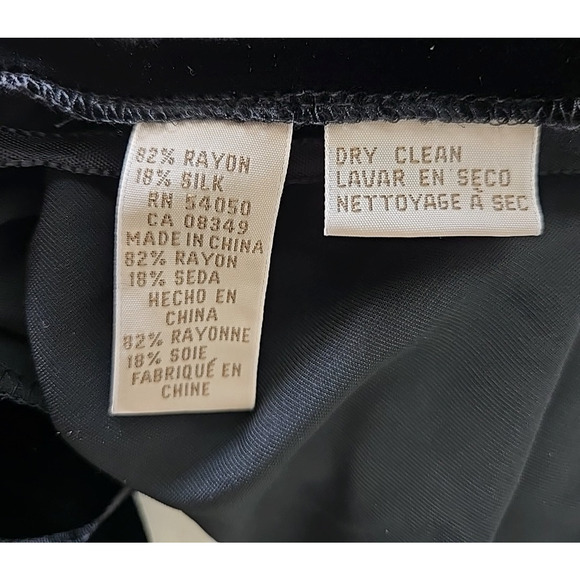 82% RAYON
18% SILK
RN 54050
CA 08349
MADE IN CHINA
82% RAYON
18% SEDA
HECHO EN
CHINA
82% RAYONNE
18% SOIE
FABRIQUÉ EN
CHINE
DRY CLEAN
LAVAR EN SECO
NETTOYAGE À SEC